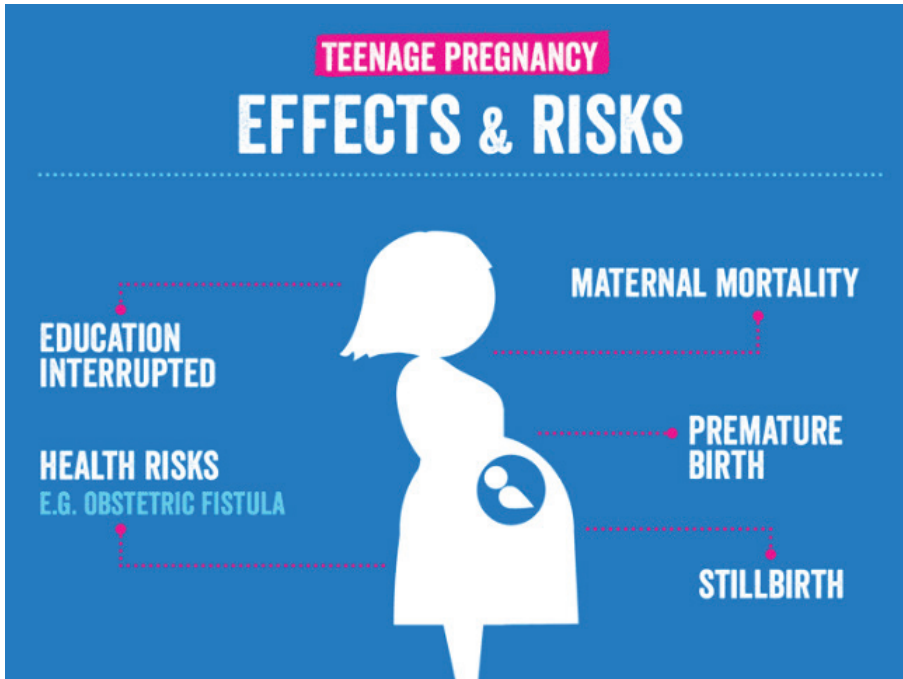 TEENAGE PREGNANCY
EFFECTS & RISKS
EDUCATION
INTERRUPTED
HEALTH RISKS
E.G. OBSTETRIC FISTULA
MATERNAL MORTALITY
PREMATURE
BIRTH
STILLBIRTH